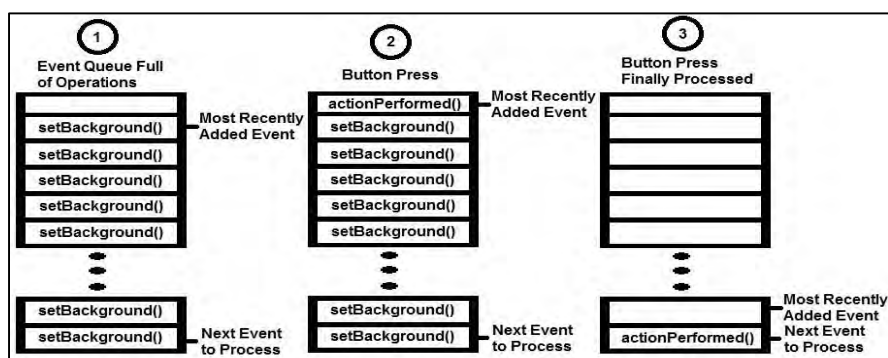 1
Event Queue Full
of Operations
setBackground()
Most Recently
Added Event
setBackground()
setBackground()
setBackground()
setBackground()
setBackground()
setBackground()
Next Event
to Process
2
Button Press
actionPerformed()
Most Recently
Added Event
setBackground()
setBackground()
setBackground()
setBackground()
setBackground()
setBackground()
setBackground()
Next Event
to Process
3
Button Press
Finally Processed
Most Recently
Added Event
actionPerformed()
Next Event
to Process